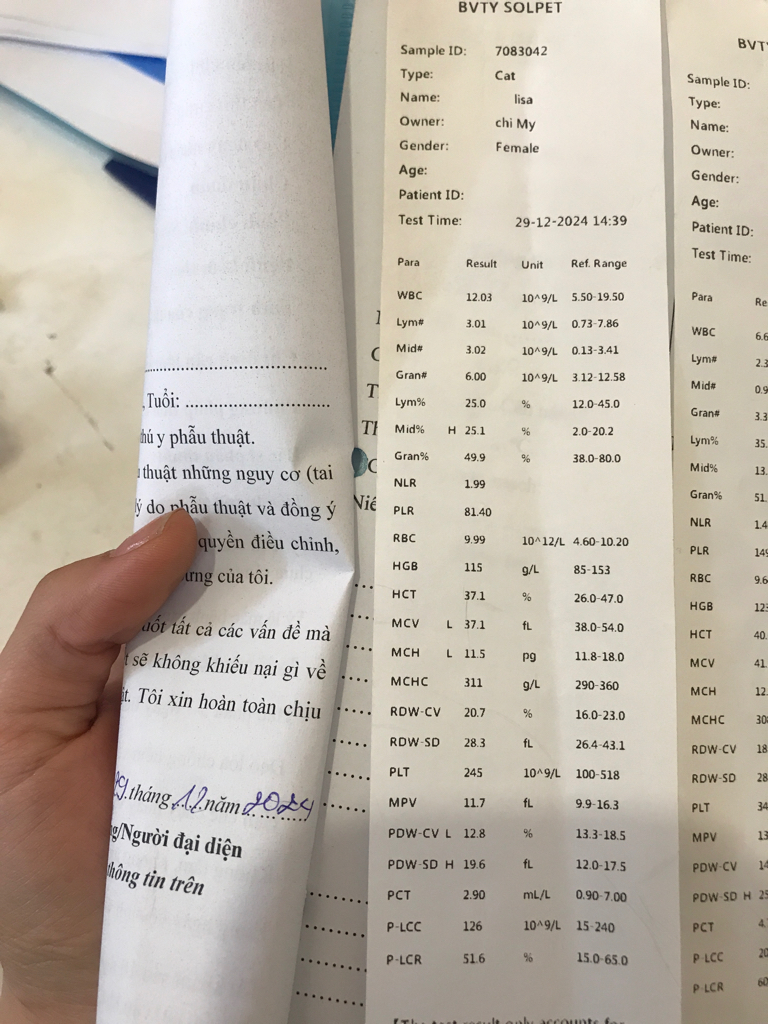 ....................................
, Tuổi: .............................
thú y phẫu thuật.
thuật những nguy cơ (tai
lý do phẫu thuật và đồng ý
quyền điều chỉnh,
của tôi.
tất cả các vấn đề mà
sẽ không khiếu nại gì về
Tôi xin hoàn toàn chịu
29 tháng 12 năm 2024
/Người đại diện
thông tin trên
BVTY SOLPET
Sample ID: 7083042
Type: Cat
Name: lisa
Owner: chi My
Gender: Female
Age:
Patient ID:
Test Time: 29-12-2024 14:39
Para Result Unit Ref. Range
WBC 12.03 10^9/L 5.50-19.50
Lym# 3.01 10^9/L 0.73-7.86
Mid# 3.02 10^9/L 0.13-3.41
Gran# 6.00 10^9/L 3.12-12.58
Lym% 25.0 % 12.0-45.0
Mid% H 25.1 % 2.0-20.2
Gran% 49.9 % 38.0-80.0
NLR 1.99
PLR 81.40
RBC 9.99 10^12/L 4.60-10.20
HGB 115 g/L 85-153
HCT 37.1 % 26.0-47.0
MCV L 37.1 fL 38.0-54.0
MCH L 11.5 pg 11.8-18.0
MCHC 311 g/L 290-360
RDW-CV 20.7 % 16.0-23.0
RDW-SD 28.3 fL 26.4-43.1
PLT 245 10^9/L 100-518
MPV 11.7 fL 9.9-16.3
PDW-CV L 12.8 % 13.3-18.5
PDW-SD H 19.6 fL 12.0-17.5
PCT 2.90 mL/L 0.90-7.00
P-LCC 126 10^9/L 15-240
P-LCR 51.6 % 15.0-65.0
BVT
Sample ID:
Type:
Name:
Owner:
Gender:
Age:
Patient ID:
Test Time:
Para Re
WBC 6.6
Lym# 2.3
Mid# 0.9
Gran# 3.3
Lym% 35.
Mid% 13.
Gran% 51.
NLR 1.4
PLR 149
RBC 9.6
HGB 12
HCT 40.
MCV 41.
MCH 12.
MCHC 30
RDW-CV 18
RDW-SD 28
PLT 34
MPV 13
PDW-CV 14
PDW-SD H 25
PCT 4.
P-LCC 20
P-LCR 60